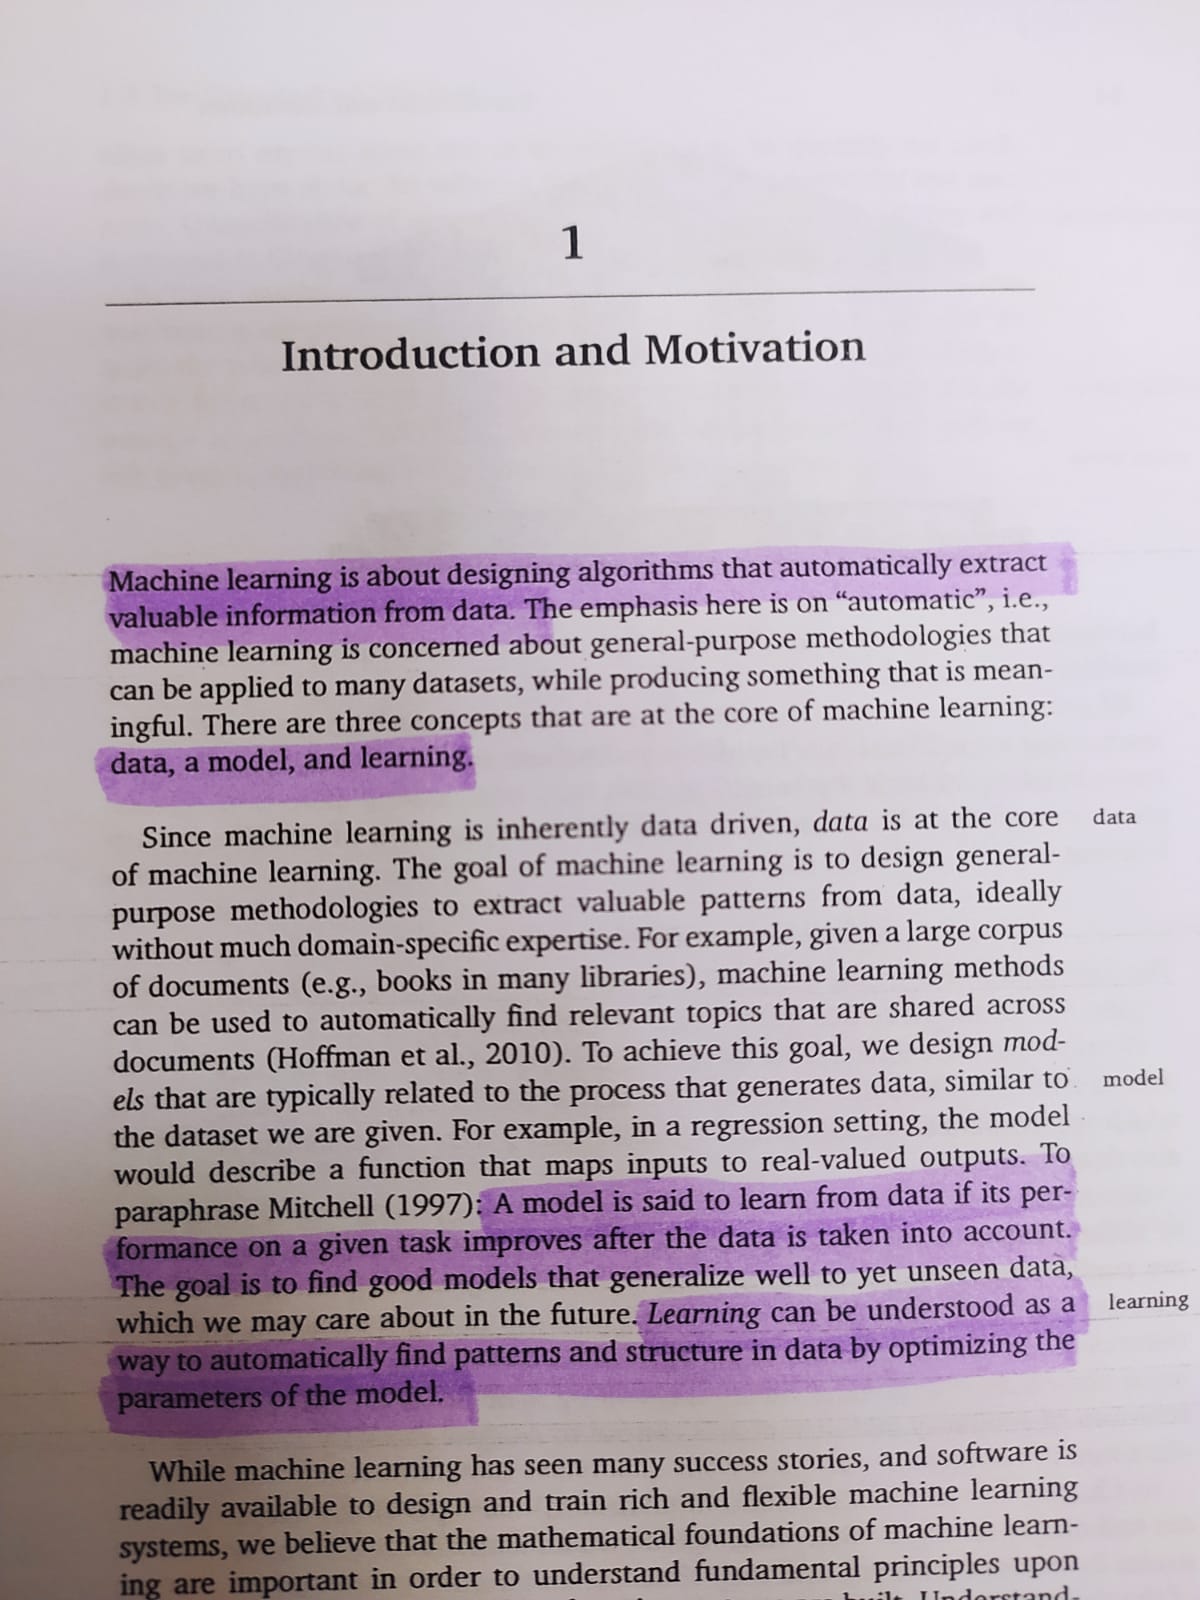 1
Introduction and Motivation
Machine learning is about designing algorithms that automatically extract
valuable information from data. The emphasis here is on “automatic”, i.e.,
machine learning is concerned about general-purpose methodologies that
can be applied to many datasets, while producing something that is mean-
ingful. There are three concepts that are at the core of machine learning:
data, a model, and learning.
Since machine learning is inherently data driven, data is at the core
data
of machine learning. The goal of machine learning is to design general-
purpose methodologies to extract valuable patterns from data, ideally
without much domain-specific expertise. For example, given a large corpus
of documents (e.g., books in many libraries), machine learning methods
can be used to automatically find relevant topics that are shared across
documents (Hoffman et al., 2010). To achieve this goal, we design mod-
els that are typically related to the process that generates data, similar to
model
the dataset we are given. For example, in a regression setting, the model
would describe a function that maps inputs to real-valued outputs. To
paraphrase Mitchell (1997): A model is said to learn from data if its per-
formance on a given task improves after the data is taken into account.
The goal is to find good models that generalize well to yet unseen data,
which we may care about in the future. Learning can be understood as a
learning
way to automatically find patterns and structure in data by optimizing the
parameters of the model.
While machine learning has seen many success stories, and software is
readily available to design and train rich and flexible machine learning
systems, we believe that the mathematical foundations of machine learn-
ing are important in order to understand fundamental principles upon
built. Understand-